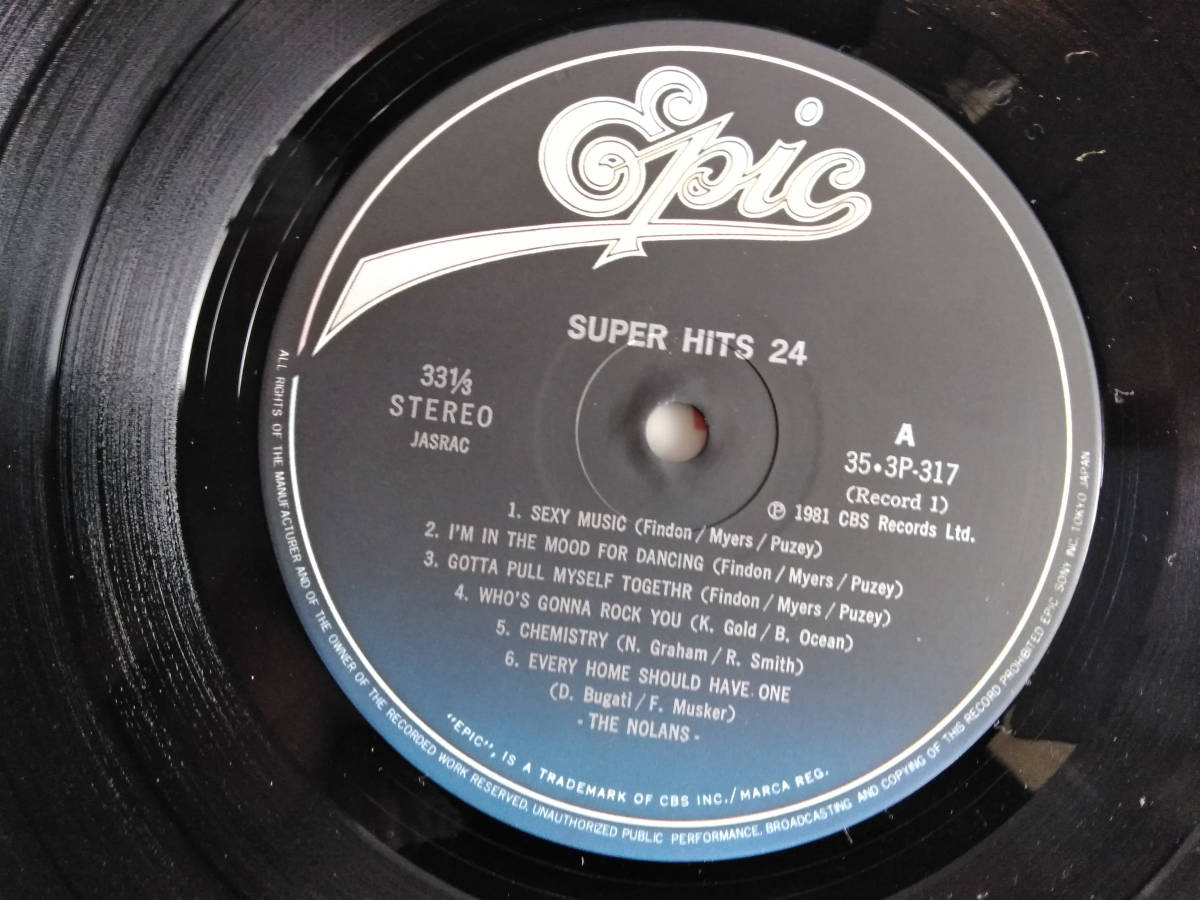 Epic
SUPER HITS 24
33⅓
STEREO
JASRAC
A
35•3P-317
(Record 1)
℗ 1981 CBS Records Ltd.
1. SEXY MUSIC (Findon/Myers/Puzey)
2. I'M IN THE MOOD FOR DANCING (Findon/Myers/Puzey)
3. GOTTA PULL MYSELF TOGETHR (Findon/Myers/Puzey)
4. WHO'S GONNA ROCK YOU (K. Gold/B. Ocean)
5. CHEMISTRY (N. Graham/R. Smith)
6. EVERY HOME SHOULD HAVE ONE
(D. Bugati/F. Musker)
- THE NOLANS -
"EPIC", IS A TRADEMARK OF CBS INC./MARCA REG.
ALL RIGHTS OF THE MANUFACTURER AND OF THE OWNER OF THE RECORDED WORK RESERVED. UNAUTHORIZED PUBLIC PERFORMANCE, BROADCASTING AND COPYING OF THIS RECORD PROHIBITED EPIC SONY INC. TOKYO JAPAN